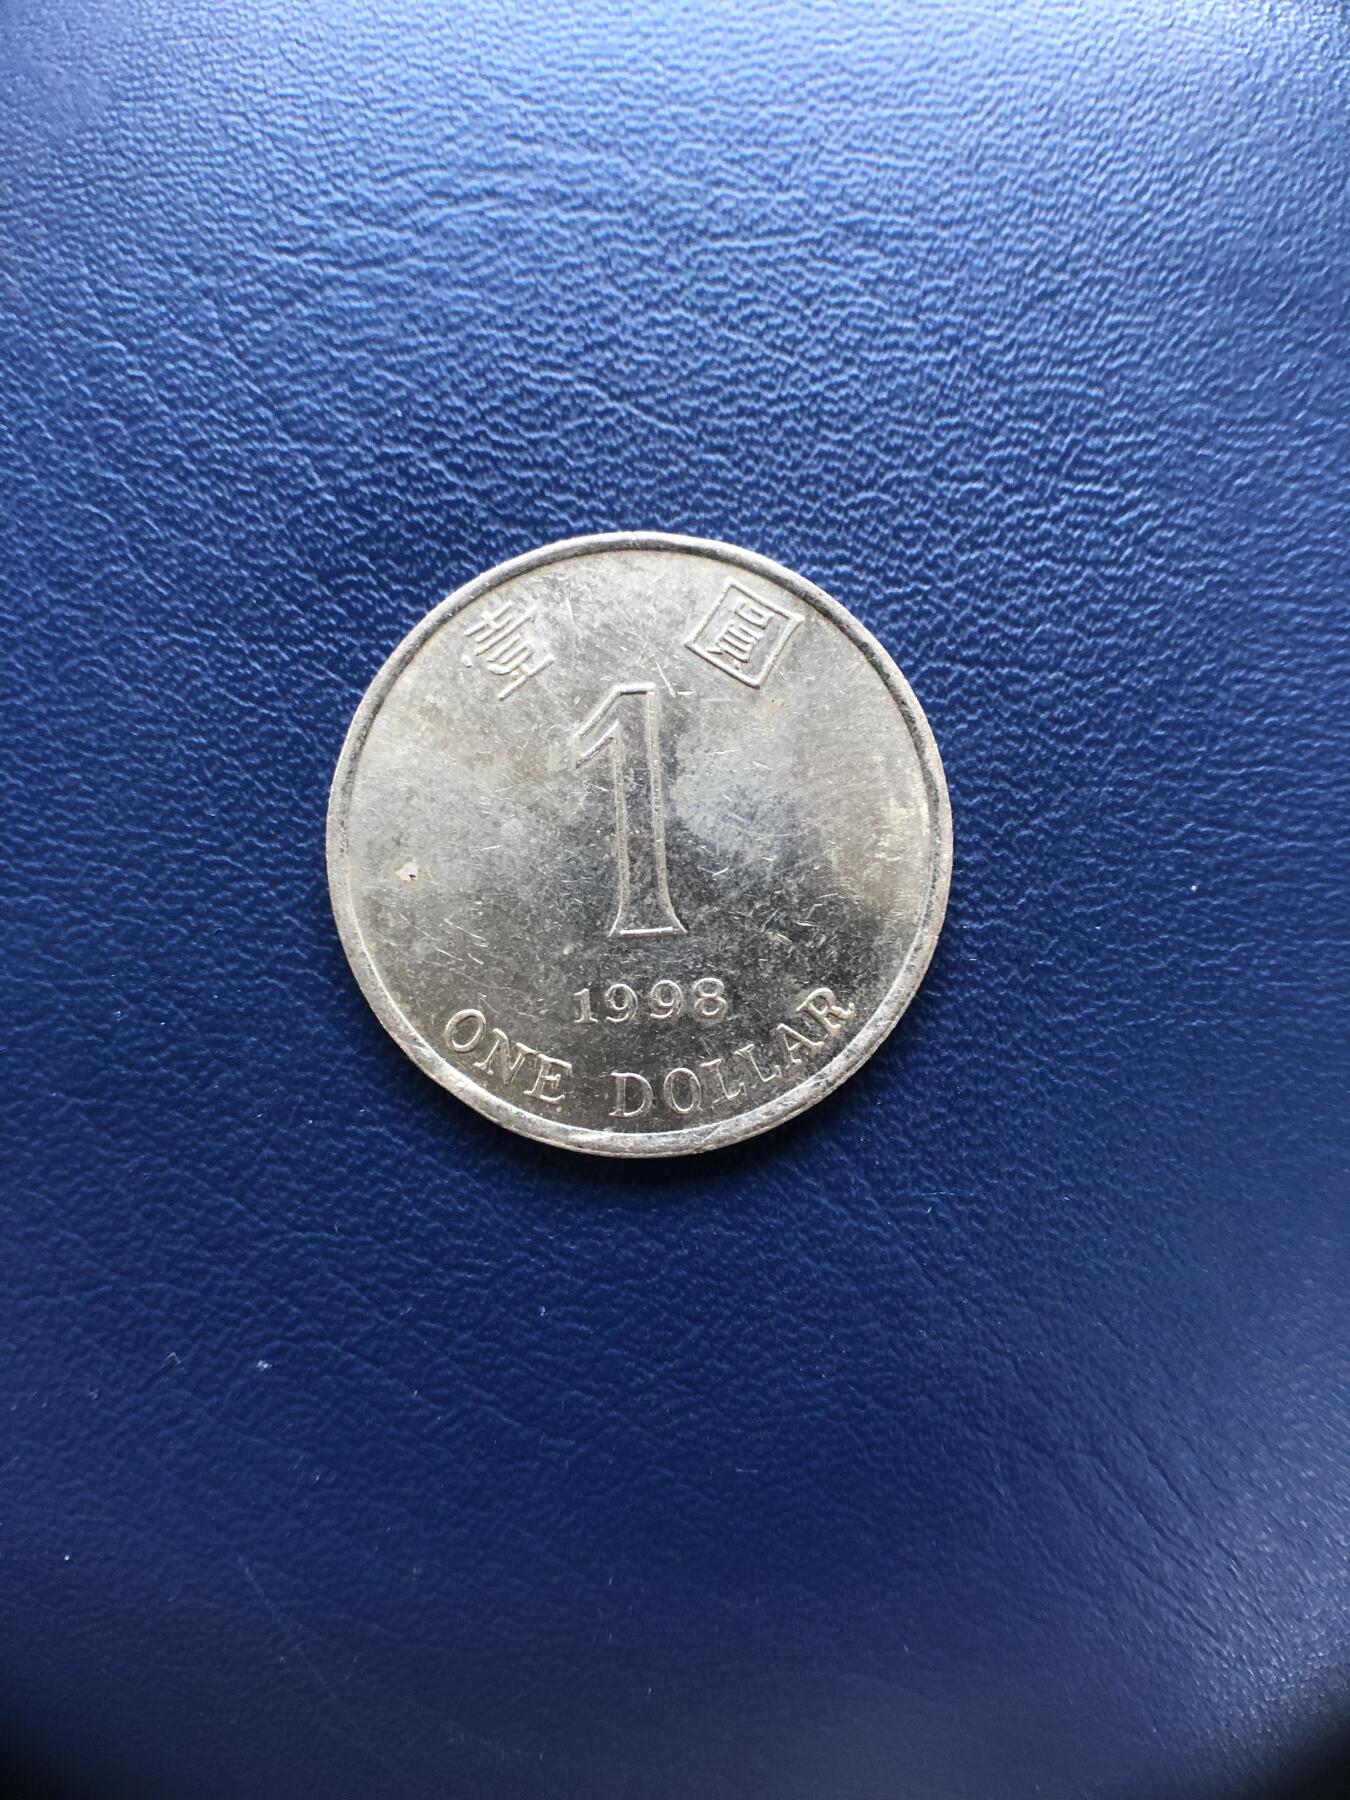 壹 圓
1
1998
ONE DOLLAR